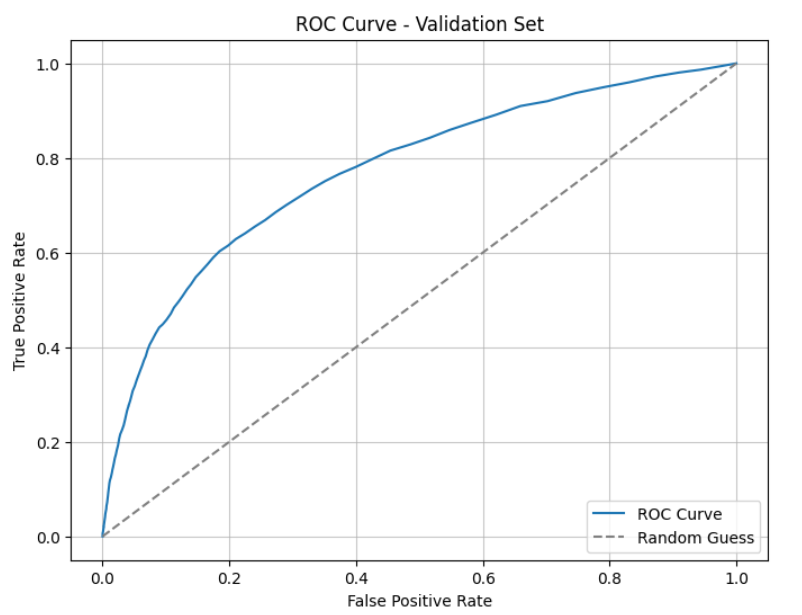 ROC Curve - Validation Set
True Positive Rate
1.0
0.8
0.6
0.4
0.2
0.0
0.0 0.2 0.4 0.6 0.8 1.0
False Positive Rate
ROC Curve
Random Guess